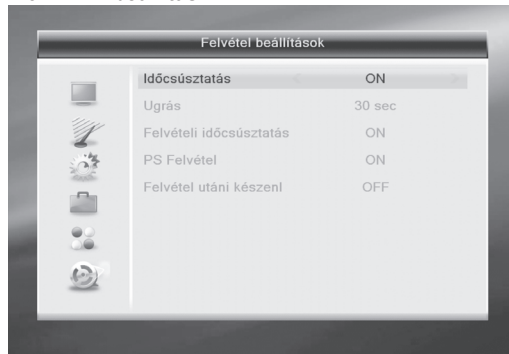 Felvétel beállítások
Időcsúsztatás ON
Ugrás 30 sec
Felvételi időcsúsztatás ON
PS Felvétel ON
Felvétel utáni készenl OFF